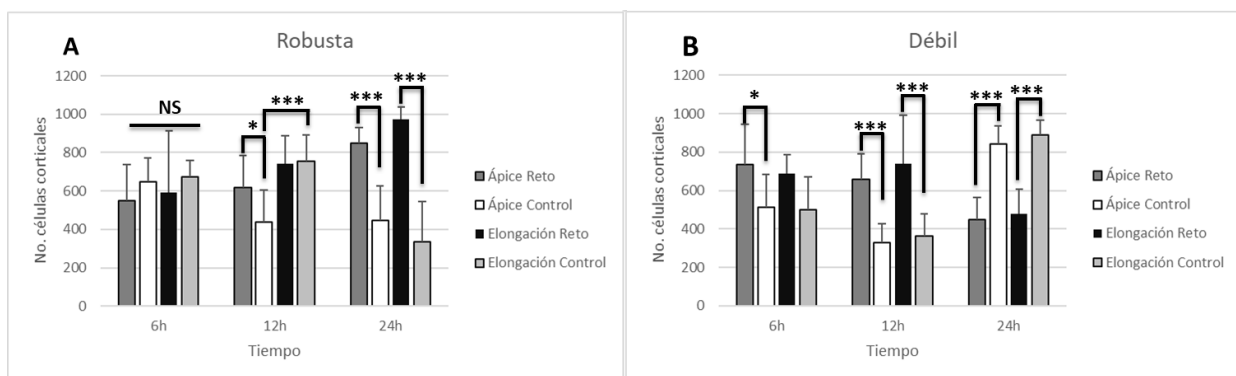 A
Robusta
No. células corticales
1200
1000
800
600
400
200
0
NS
*
***
***
***
6h
12h
24h
Tiempo
Ápice Reto
Ápice Control
Elongación Reto
Elongación Control
B
Débil
No. células corticales
1200
1000
800
600
400
200
0
*
***
***
***
***
6h
12h
24h
Tiempo
Ápice Reto
Ápice Control
Elongación Reto
Elongación Control